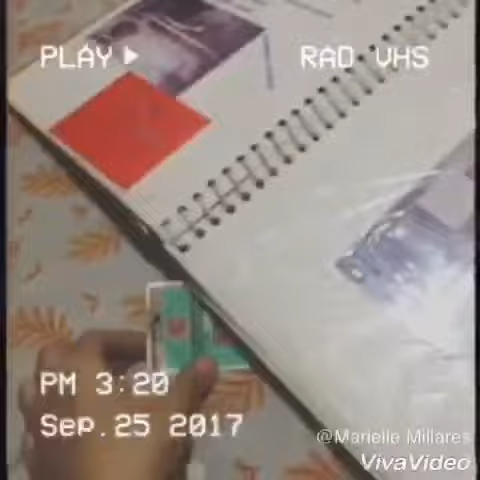 PLAY
RAD VHS
PM 3:20
Sep.25 2017
@Marielle Millares
VivaVideo